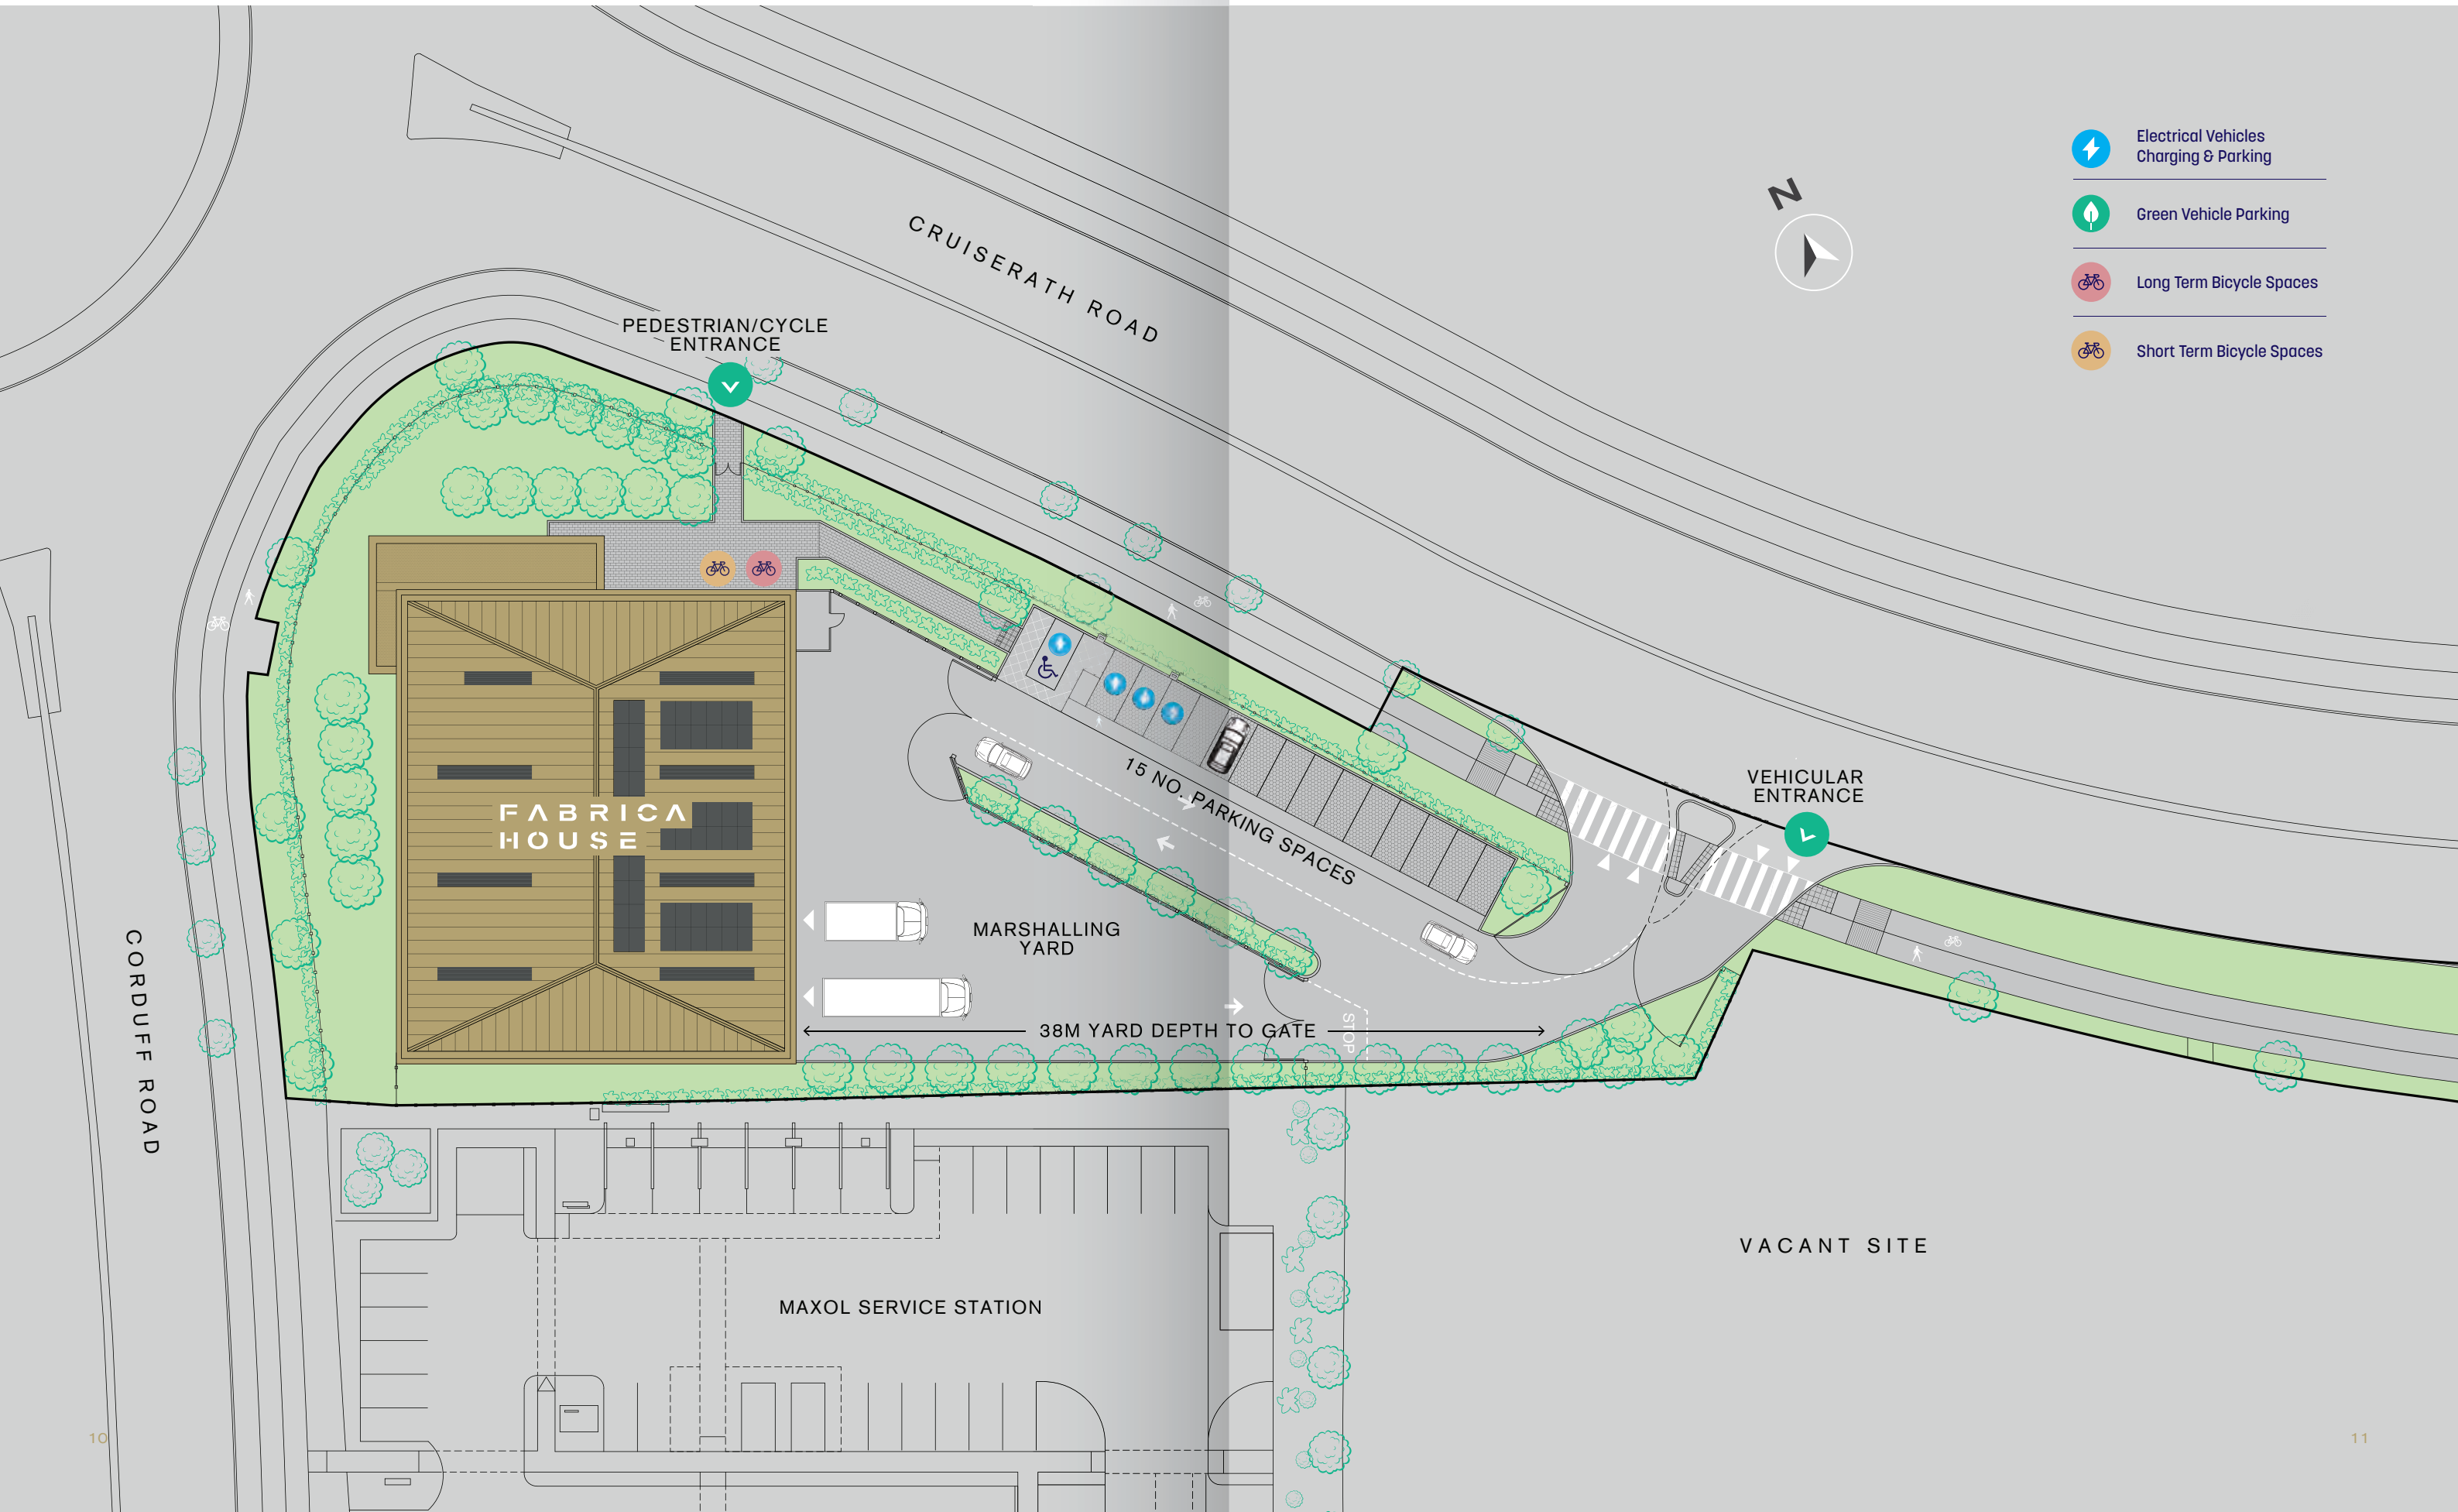 N
Electrical Vehicles
Charging & Parking
Green Vehicle Parking
Long Term Bicycle Spaces
Short Term Bicycle Spaces
CRUISERATH ROAD
PEDESTRIAN/CYCLE
ENTRANCE
VEHICULAR
ENTRANCE
15 NO. PARKING SPACES
FABRICA
HOUSE
MARSHALLING
YARD
38M YARD DEPTH TO GATE
STOP
CORDUFF ROAD
VACANT SITE
MAXOL SERVICE STATION
10
11